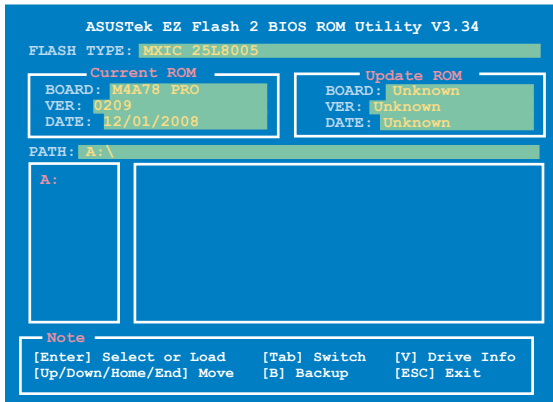 ASUSTek EZ Flash 2 BIOS ROM Utility V3.34
FLASH TYPE: MXIC 25L8005
Current ROM
BOARD: M4A78 PRO
VER: 0209
DATE: 12/01/2008
Update ROM
BOARD: Unknown
VER: Unknown
DATE: Unknown
PATH: A:\
A:
Note
[Enter] Select or Load [Tab] Switch [V] Drive Info
[Up/Down/Home/End] Move [B] Backup [ESC] Exit